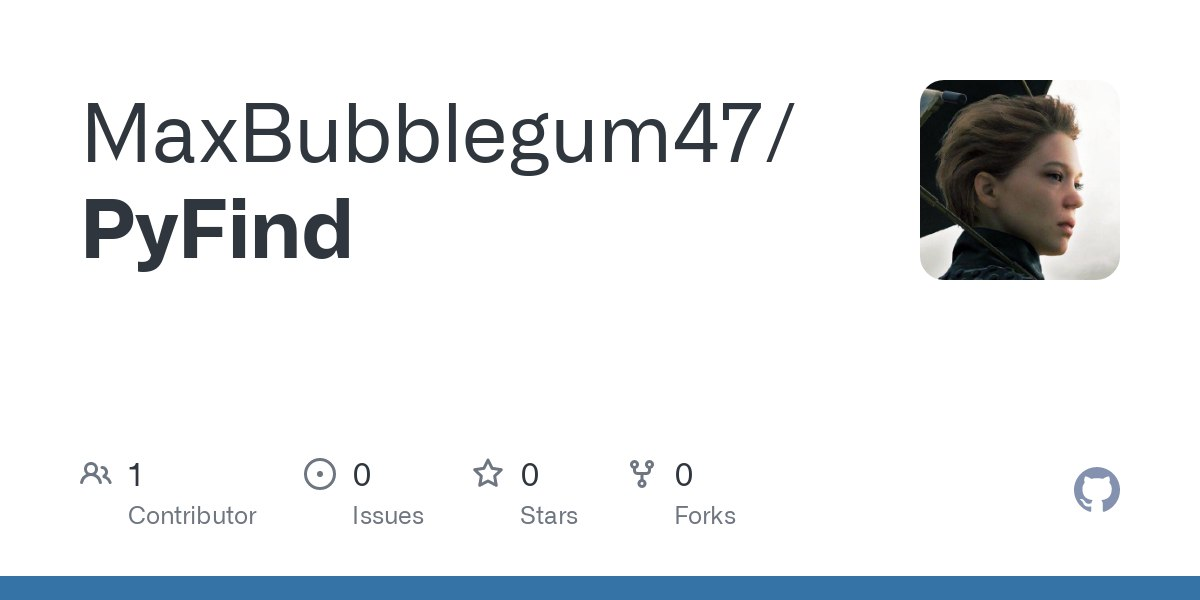 MaxBubblegum47/
PyFind
1
Contributor
0
Issues
0
Stars
0
Forks